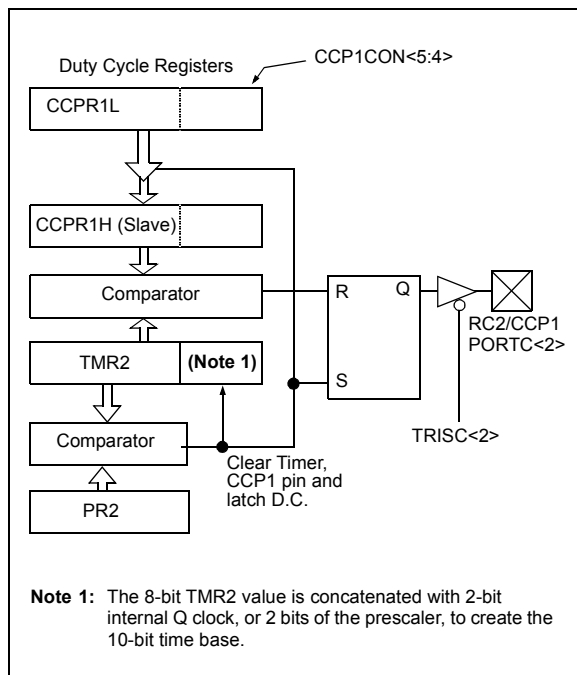 Duty Cycle Registers
CCP1CON<5:4>
CCPR1L
CCPR1H (Slave)
Comparator
R
Q
RC2/CCP1
PORTC<2>
TMR2
(Note 1)
S
TRISC<2>
Comparator
Clear Timer,
CCP1 pin and
latch D.C.
PR2
Note 1: The 8-bit TMR2 value is concatenated with 2-bit
internal Q clock, or 2 bits of the prescaler, to create the
10-bit time base.